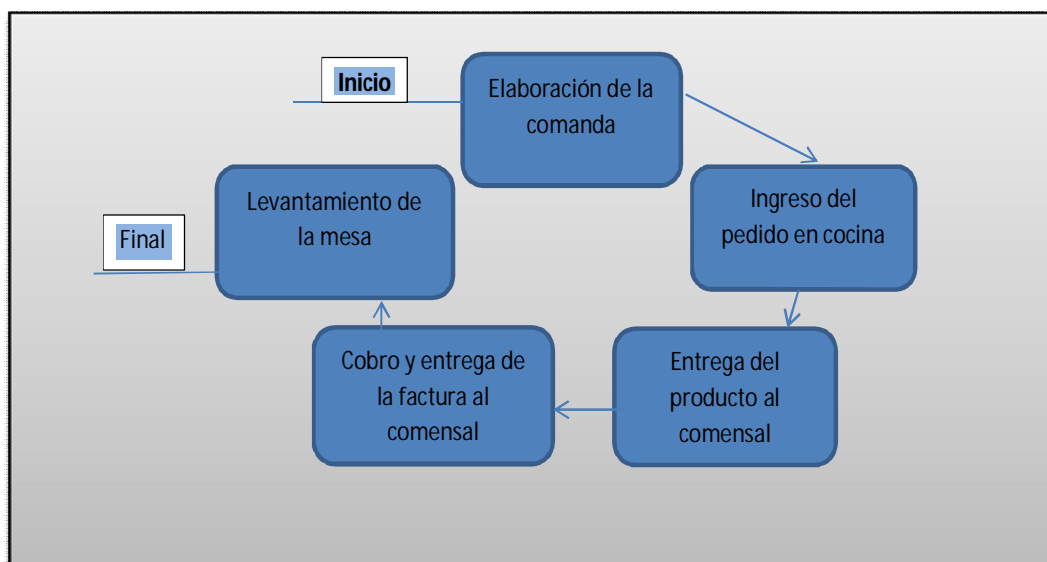 Inicio
Elaboración de la
comanda
Ingreso del
pedido en cocina
Entrega del
producto al
comensal
Cobro y entrega de
la factura al
comensal
Levantamiento de
la mesa
Final